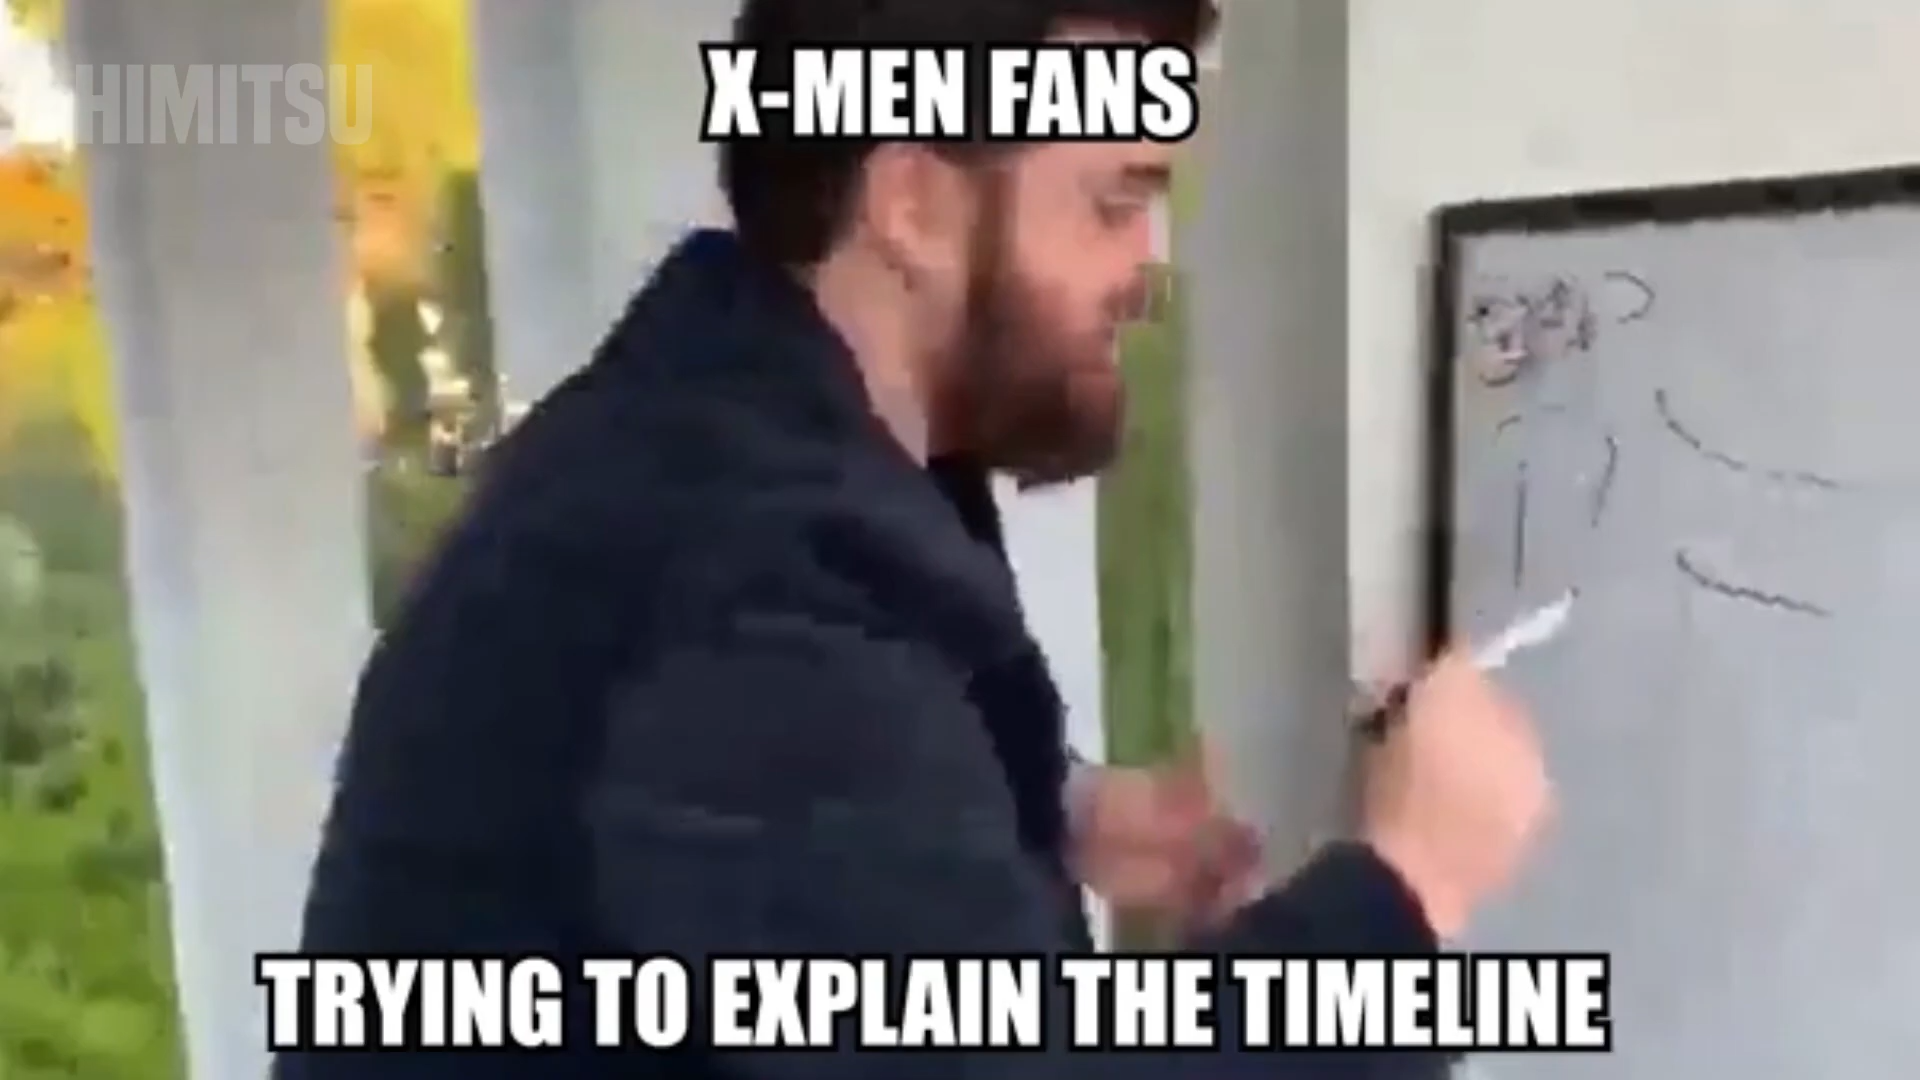 HIMITSU
X-MEN FANS
TRYING TO EXPLAIN THE TIMELINE